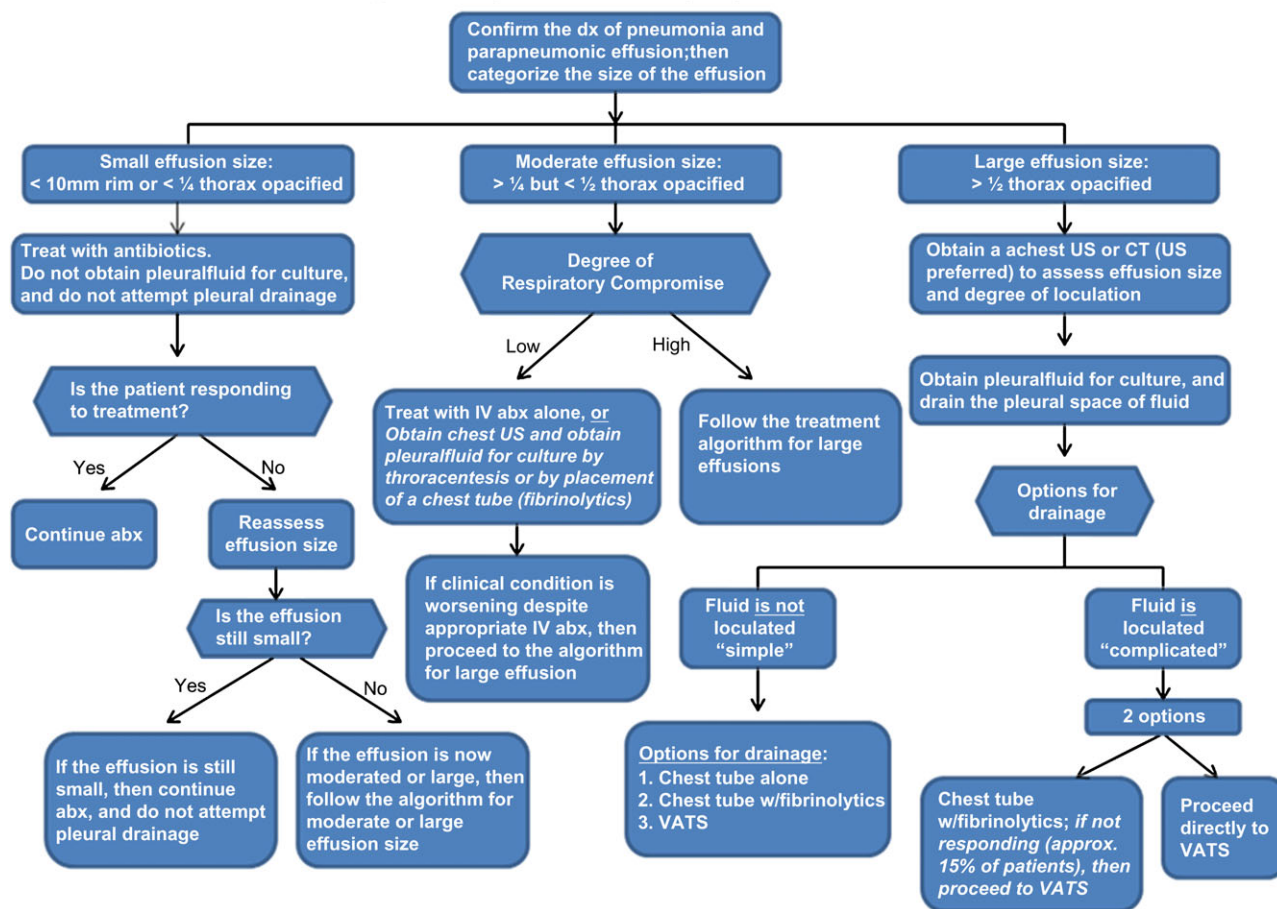 Confirm the dx of pneumonia and
parapneumonic effusion;then
categorize the size of the effusion
Small effusion size:
< 10mm rim or < ¼ thorax opacified
Moderate effusion size:
> ¼ but < ½ thorax opacified
Large effusion size:
> ½ thorax opacified
Treat with antibiotics.
Do not obtain pleuralfluid for culture,
and do not attempt pleural drainage
Degree of
Respiratory Compromise
Obtain a achest US or CT (US
preferred) to assess effusion size
and degree of loculation
Low
High
Is the patient responding
to treatment?
Treat with IV abx alone, or
Obtain chest US and obtain
pleuralfluid for culture by
throracentesis or by placement
of a chest tube (fibrinolytics)
Follow the treatment
algorithm for large
effusions
Obtain pleuralfluid for culture, and
drain the pleural space of fluid
Yes
No
Continue abx
Reassess
effusion size
Options for
drainage
If clinical condition is
worsening despite
appropriate IV abx, then
proceed to the algorithm
for large effusion
Is the effusion
still small?
Fluid is not
loculated
“simple”
Fluid is
loculated
“complicated”
Yes
No
2 options
If the effusion is still
small, then continue
abx, and do not attempt
pleural drainage
If the effusion is now
moderated or large, then
follow the algorithm for
moderate or large
effusion size
Options for drainage:
1. Chest tube alone
2. Chest tube w/fibrinolytics
3. VATS
Chest tube
w/fibrinolytics; if not
responding (approx.
15% of patients), then
proceed to VATS
Proceed
directly to
VATS